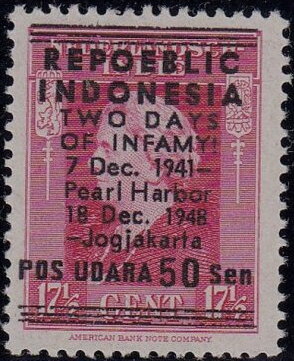 REPOEBLIC
INDONESIA
TWO DAYS
OF INFAMY!
7 Dec. 1941—
Pearl Harbor
18 Dec. 1948
—Jogjakarta
POS UDARA 50 Sen
17½ 17½
CENT
AMERICAN BANK NOTE COMPANY.